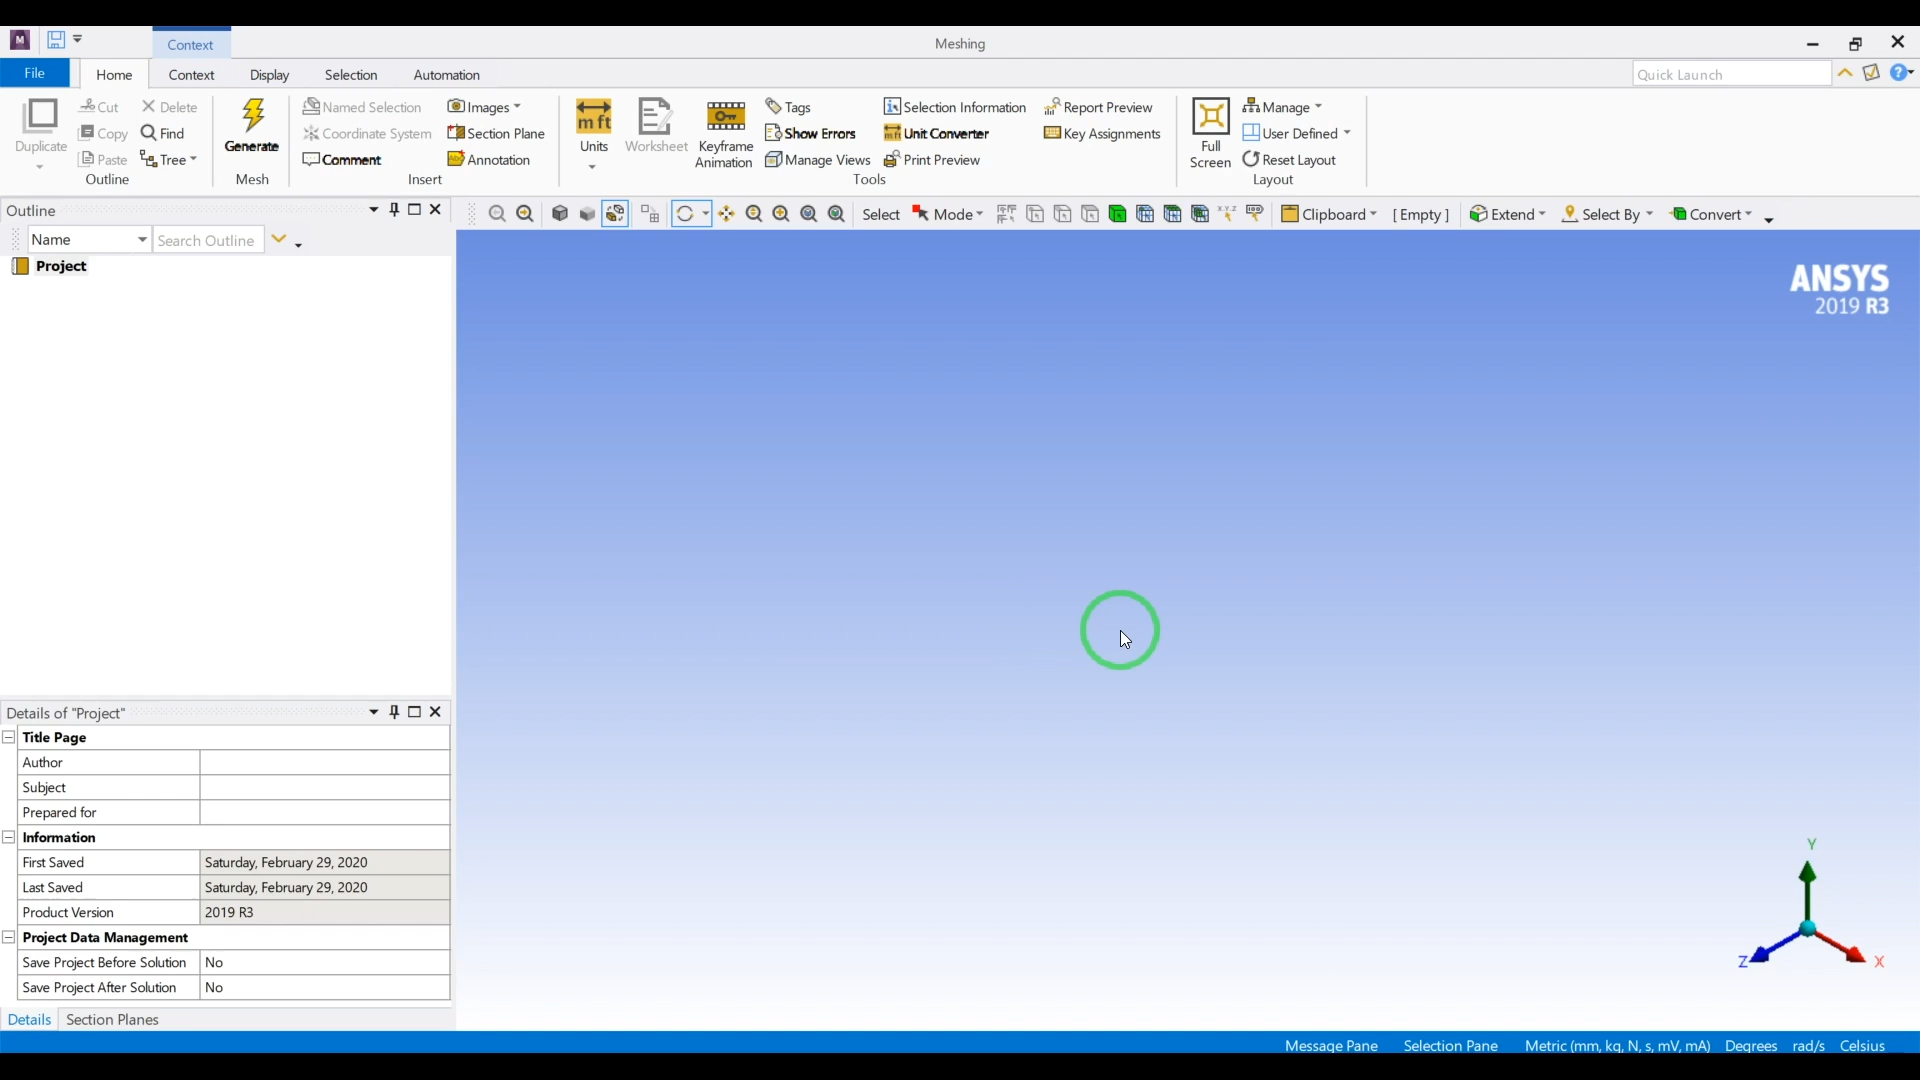 M
Context
Meshing
File
Home
Context
Display
Selection
Automation
Quick Launch
Duplicate
Cut
Copy
Paste
Delete
Find
Tree
Outline
Generate
Mesh
Named Selection
Coordinate System
Comment
Images
Section Plane
Annotation
Insert
m ft
Units
Worksheet
Keyframe
Animation
Tags
Show Errors
Manage Views
Selection Information
Unit Converter
Print Preview
Report Preview
Key Assignments
Tools
Full
Screen
Manage
User Defined
Reset Layout
Layout
Outline
Select
Mode
Clipboard
[ Empty ]
Extend
Select By
Convert
Name
Search Outline
Project
ANSYS
2019 R3
Details of "Project"
Title Page
Author
Subject
Prepared for
Information
First Saved Saturday, February 29, 2020
Last Saved Saturday, February 29, 2020
Product Version 2019 R3
Project Data Management
Save Project Before Solution No
Save Project After Solution No
Y
Z
X
Details
Section Planes
Message Pane
Selection Pane
Metric (mm, kg, N, s, mV, mA)
Degrees
rad/s
Celsius